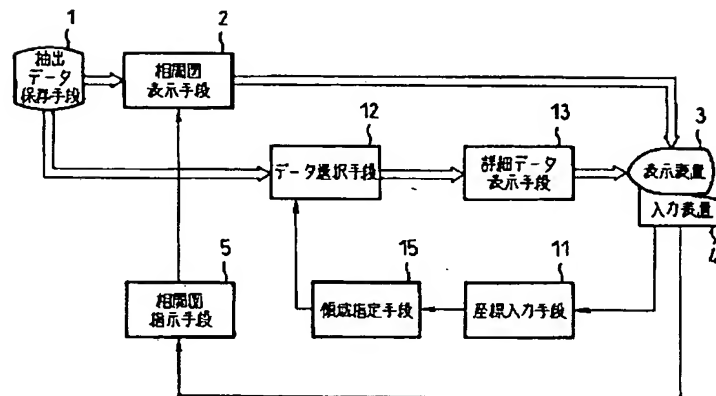 1
抽出
データ
保存手段
2
相関図
表示手段
12
データ選択手段
13
詳細データ
表示手段
3
表示装置
入力装置
4
5
相関図
指示手段
15
領域指定手段
11
座標入力手段